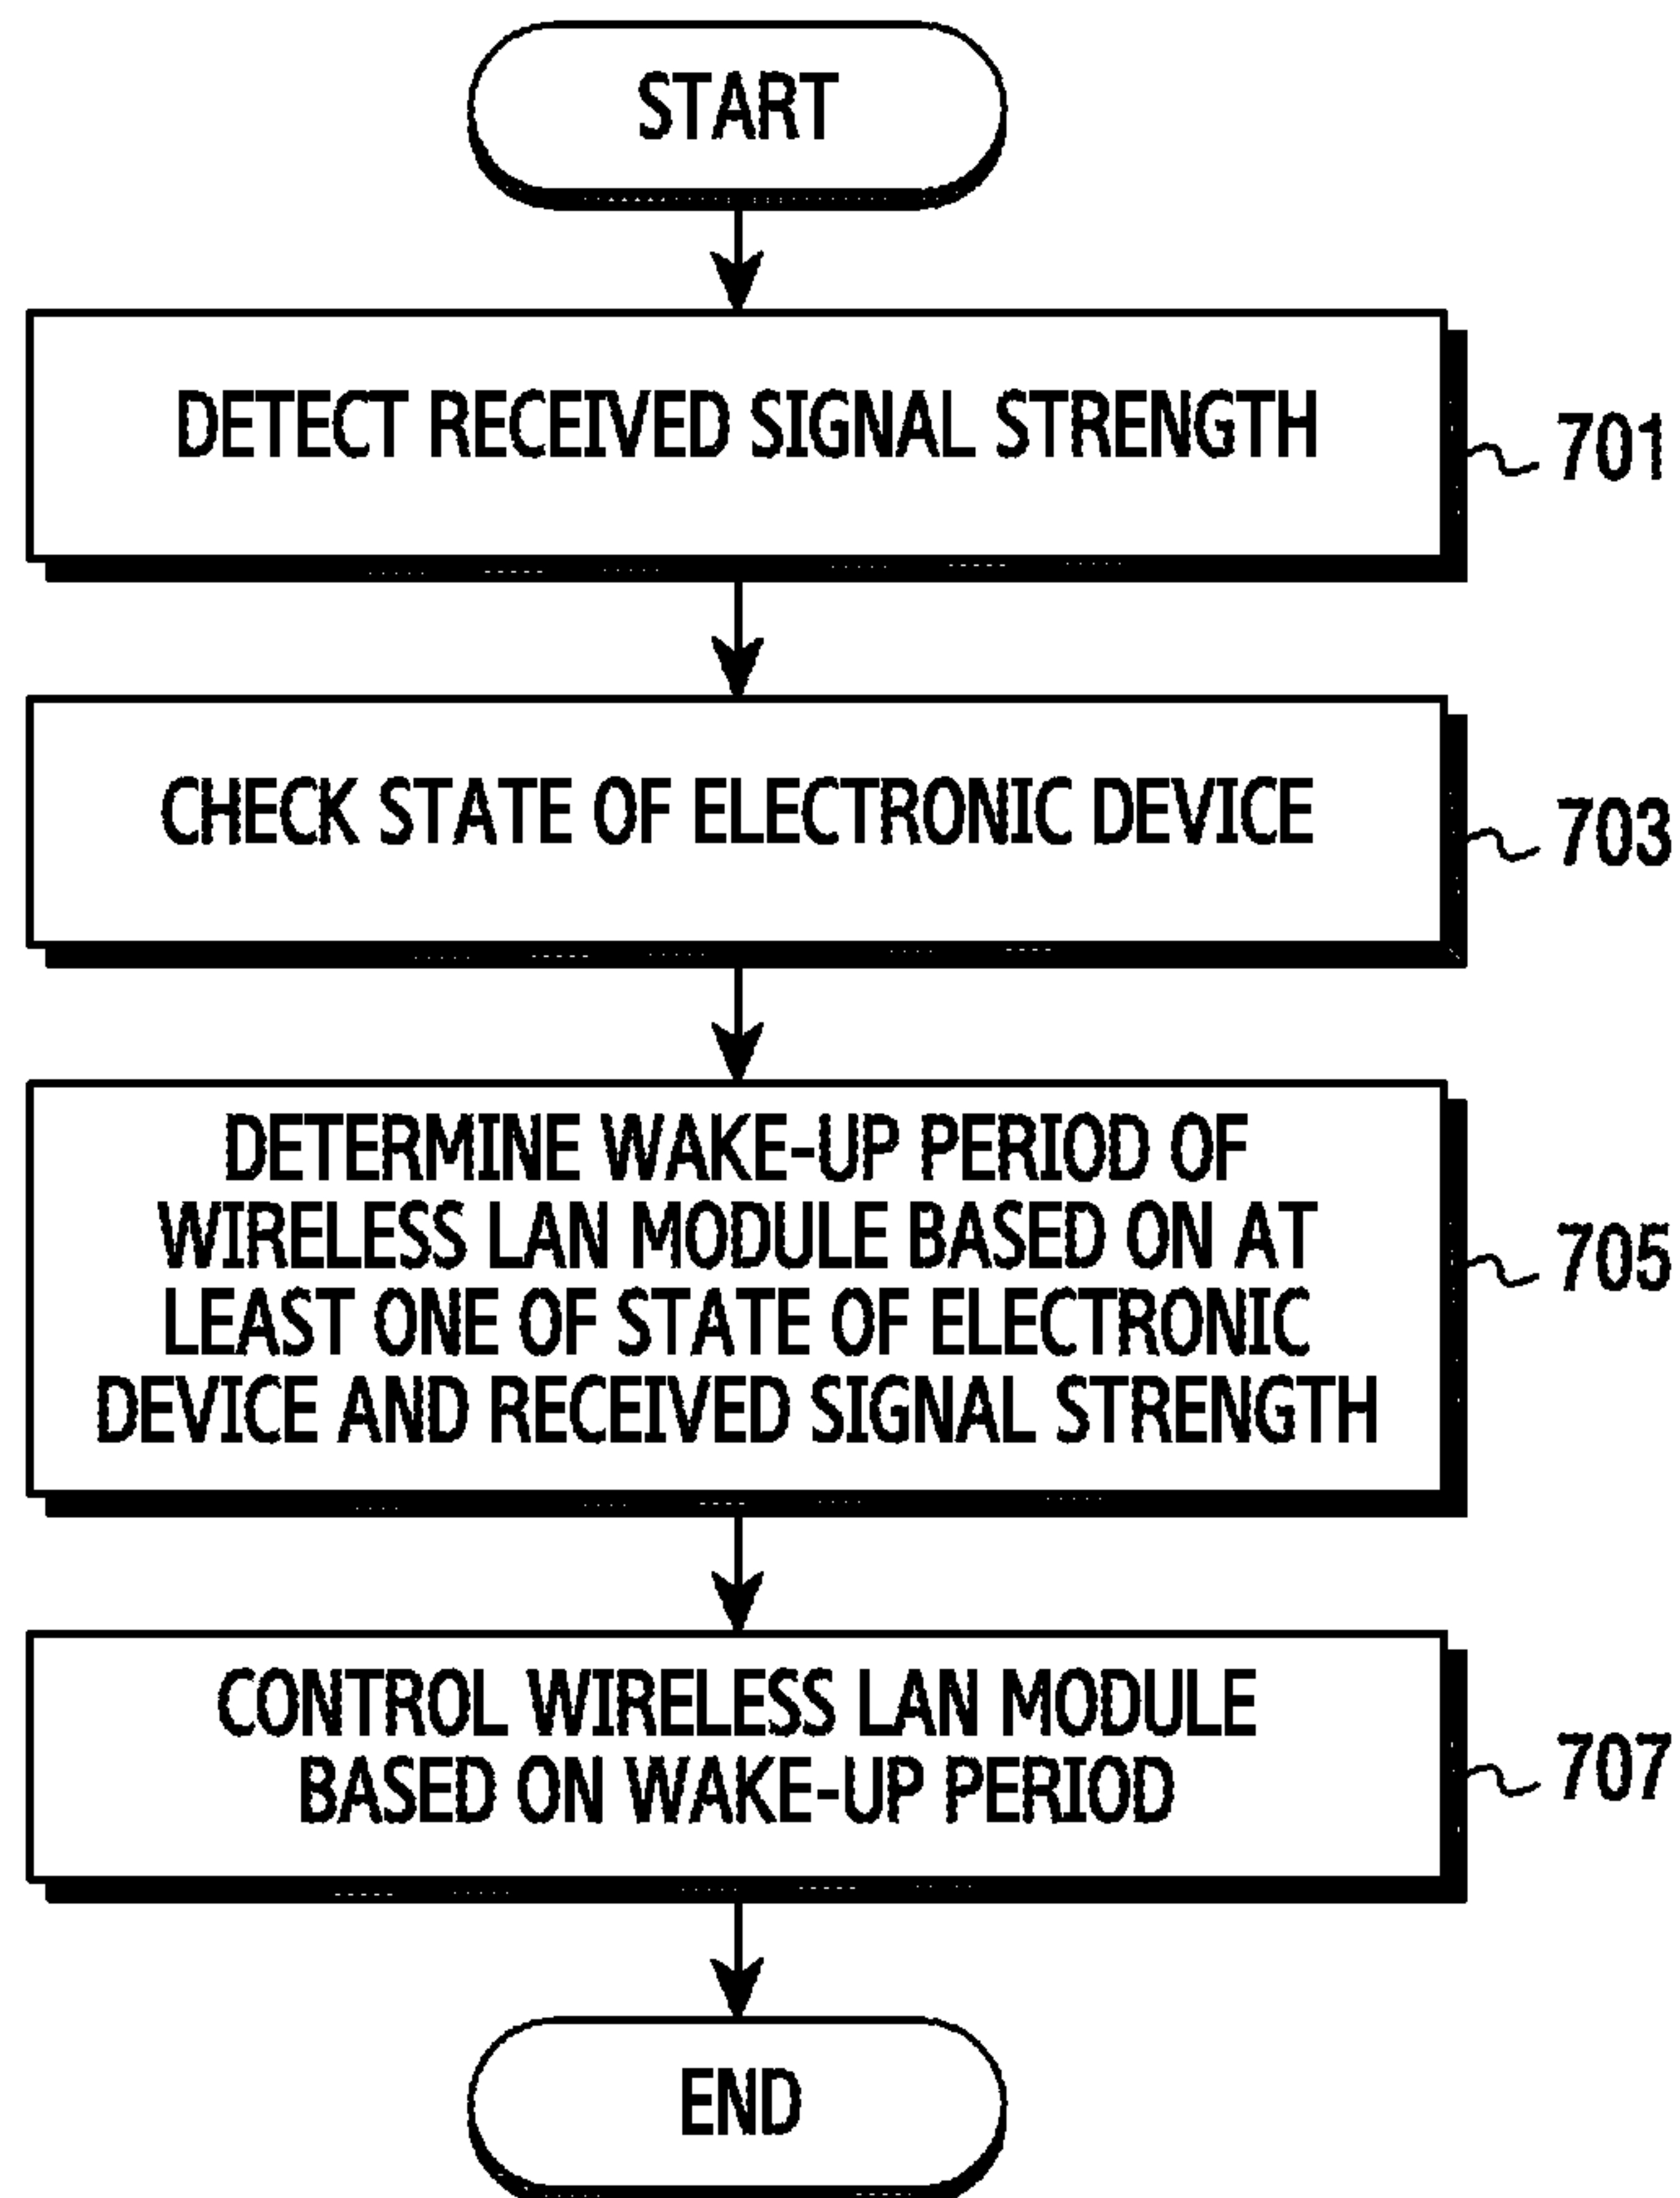 START
DETECT RECEIVED SIGNAL STRENGTH
701
CHECK STATE OF ELECTRONIC DEVICE
703
DETERMINE WAKE-UP PERIOD OF
WIRELESS LAN MODULE BASED ON AT
LEAST ONE OF STATE OF ELECTRONIC
DEVICE AND RECEIVED SIGNAL STRENGTH
705
CONTROL WIRELESS LAN MODULE
BASED ON WAKE-UP PERIOD
707
END